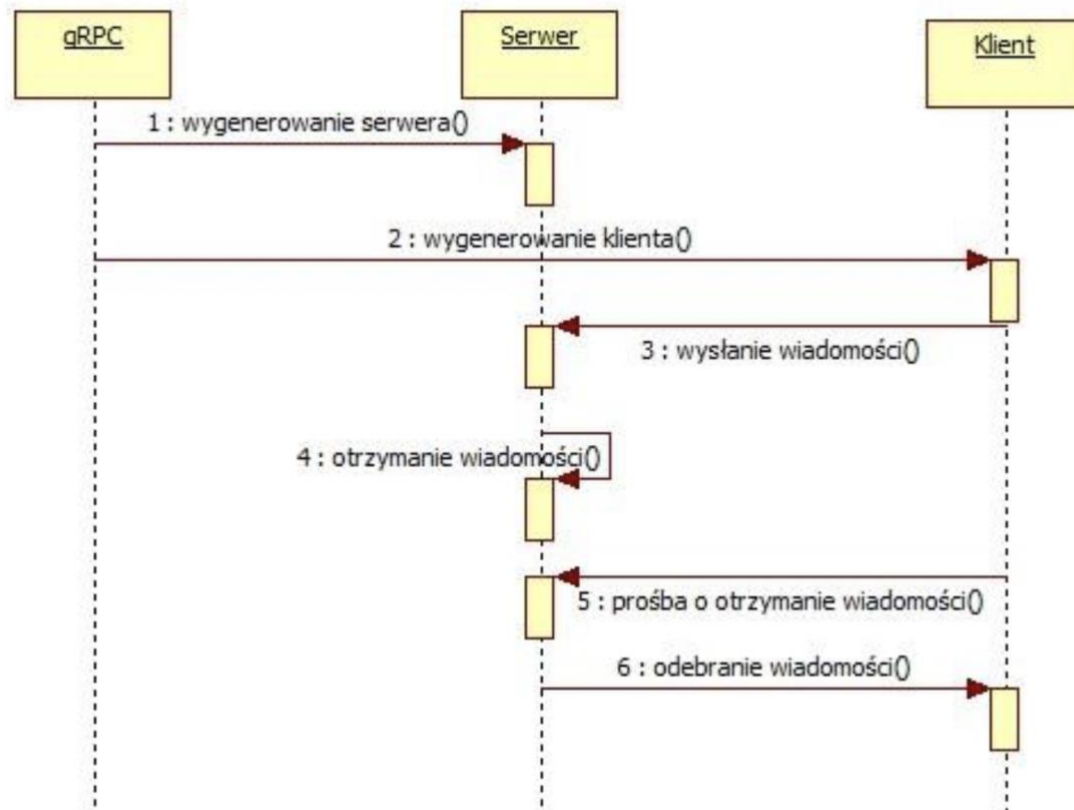 gRPC
Serwer
Klient
1 : wygenerowanie serwera()
2 : wygenerowanie klienta()
3 : wysłanie wiadomości()
4 : otrzymanie wiadomości()
5 : prośba o otrzymanie wiadomości()
6 : odebranie wiadomości()